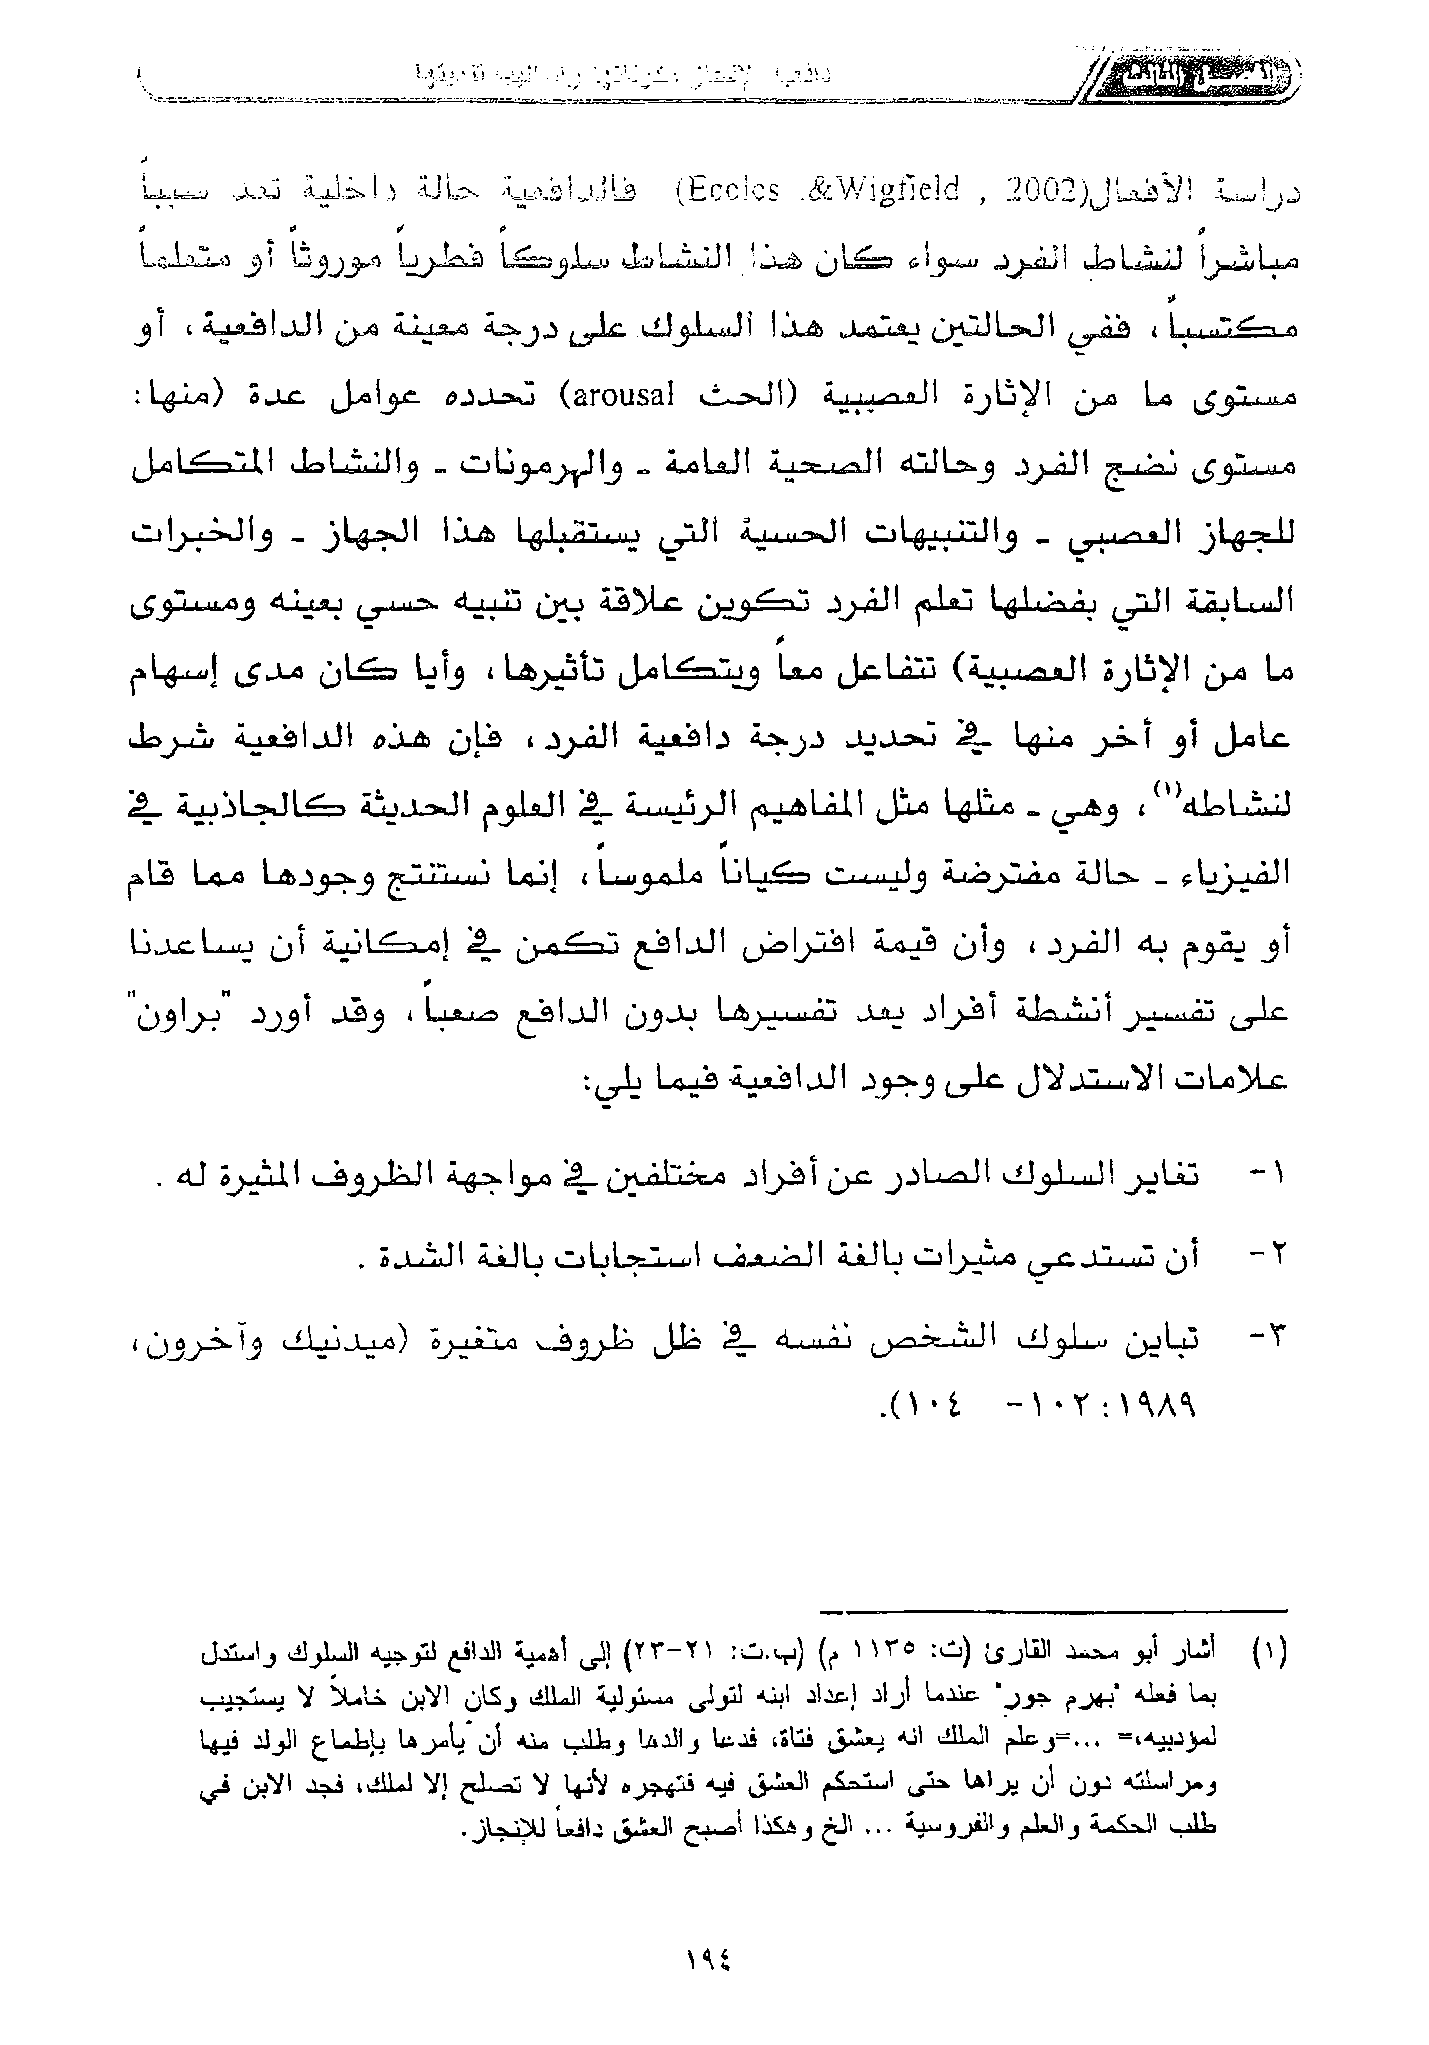 دراسة الأفعال(Eccles .&Wigfield , 2002) فالدافعية حالة داخلية تعد سبباً
مباشراً لنشاط الفرد سواء كان هذا النشاط سلوكاً فطرياً موروثاً أو متعلماً
مكتسباً، ففي الحالتين يعتمد هذا السلوك على درجة معينة من الدافعية، أو
مستوى ما من الإثارة العصبية (الحث arousal) تحدده عوامل عدة (منها:
مستوى نضج الفرد وحالته الصحية العامة - والهرمونات - والنشاط المتكامل
للجهاز العصبي - والتنبيهات الحسية التي يستقبلها هذا الجهاز - والخبرات
السابقة التي بفضلها تعلم الفرد تكوين علاقة بين تنبيه حسي بعينه ومستوى
ما من الإثارة العصبية) تتفاعل معاً ويتكامل تأثيرها، وأيا كان مدى إسهام
عامل أو أخر منها في تحديد درجة دافعية الفرد، فإن هذه الدافعية شرط
لنشاطه(١)، وهي - مثلها مثل المفاهيم الرئيسة في العلوم الحديثة كالجاذبية في
الفيزياء - حالة مفترضة وليست كياناً ملموساً، إنما نستنتج وجودها مما قام
أو يقوم به الفرد، وأن قيمة افتراض الدافع تكمن في إمكانية أن يساعدنا
على تفسير أنشطة أفراد يعد تفسيرها بدون الدافع صعباً، وقد أورد "براون"
علامات الاستدلال على وجود الدافعية فيما يلي:
١- تغاير السلوك الصادر عن أفراد مختلفين في مواجهة الظروف المثيرة له .
٢- أن تستدعي مثيرات بالغة الضعف استجابات بالغة الشدة .
٣- تباين سلوك الشخص نفسه في ظل ظروف متغيرة (ميدنيك وآخرون،
١٩٨٩: ١٠٢- ١٠٤).
(١) أشار أبو محمد القارئ (ت: ١١٢٥ م) (ب.ت: ٢١-٢٣) إلى أهمية الدافع لتوجيه السلوك واستدل
بما فعله "بهرم جور" عندما أراد إعداد ابنه لتولى مسئولية الملك وكان الابن خاملاً لا يستجيب
لمؤدبيه،= ...=وعلم الملك انه يعشق فتاة، فدعا والدها وطلب منه أن يأمرها بإطماع الولد فيها
ومراسلته دون أن يراها حتى استحكم العشق فيه فتهجره لأنها لا تصلح إلا لملك، فجد الابن في
طلب الحكمة والعلم والفروسية ... الخ وهكذا أصبح العشق دافعاً للإنجاز.
١٩٤